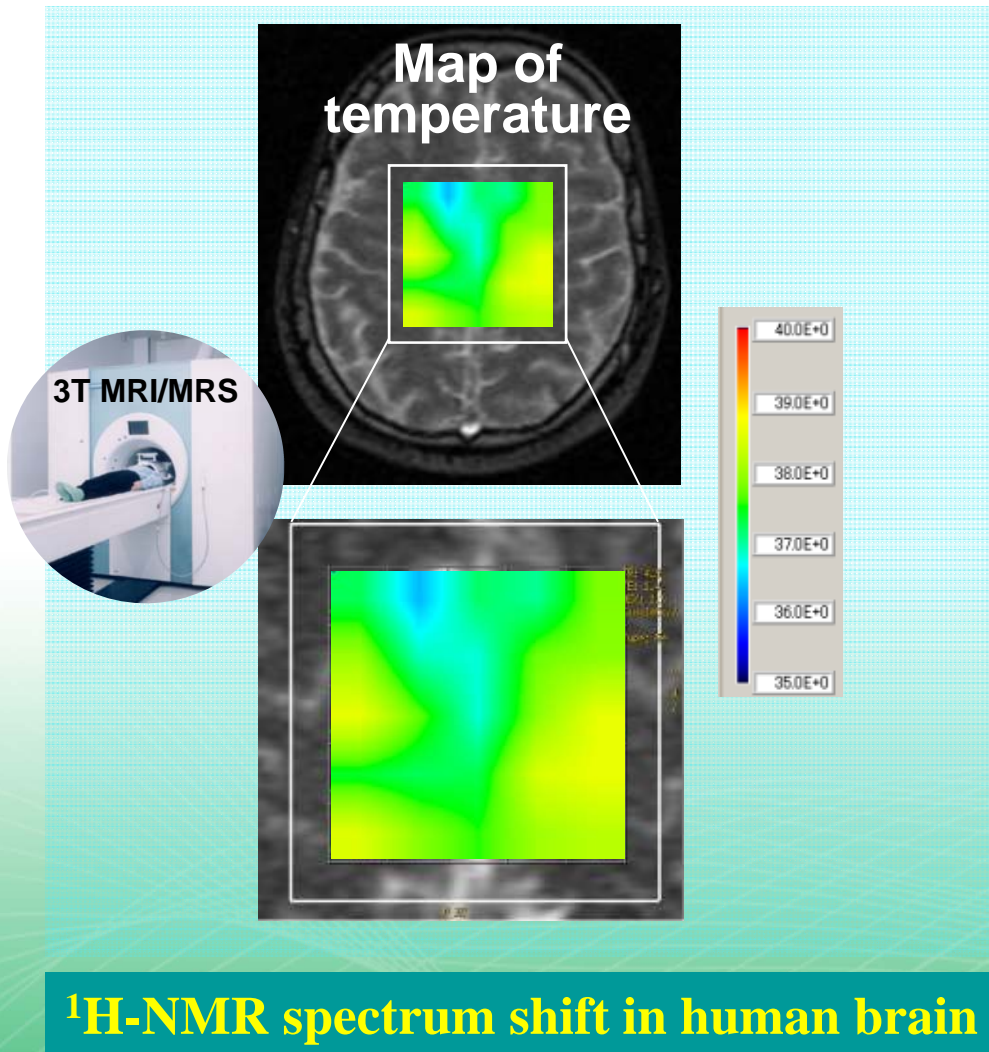 Map of
temperature
3T MRI/MRS
40.0E+0
39.0E+0
38.0E+0
37.0E+0
36.0E+0
35.0E+0
¹H-NMR spectrum shift in human brain